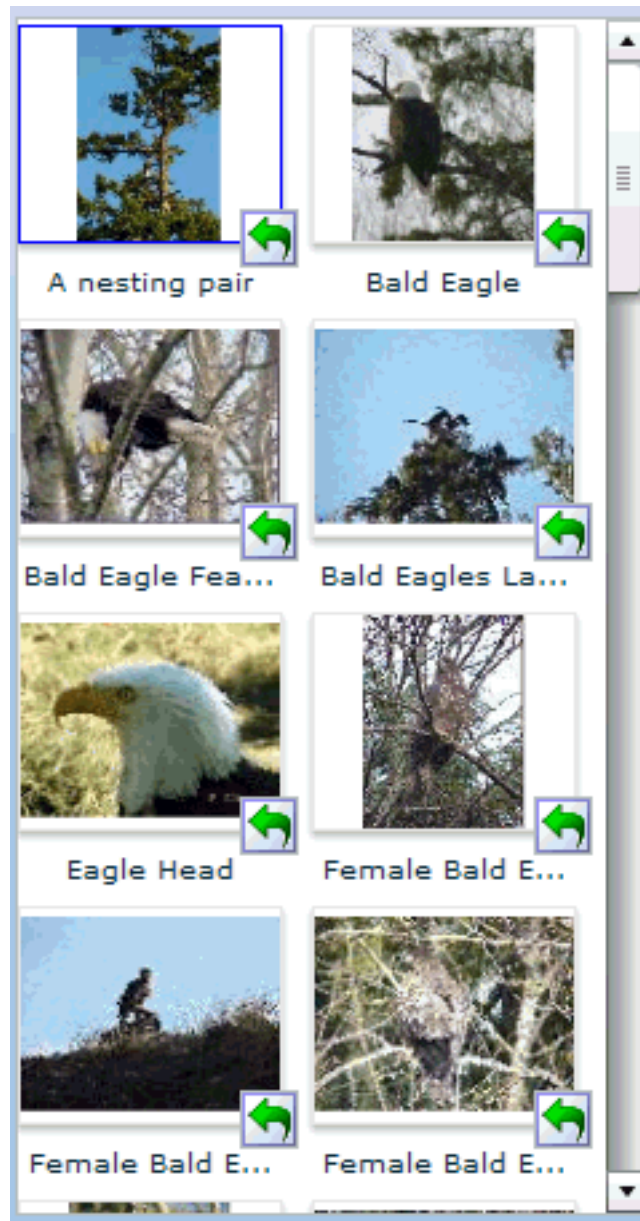 A nesting pair
Bald Eagle
Bald Eagle Fea...
Bald Eagles La...
Eagle Head
Female Bald E...
Female Bald E...
Female Bald E...